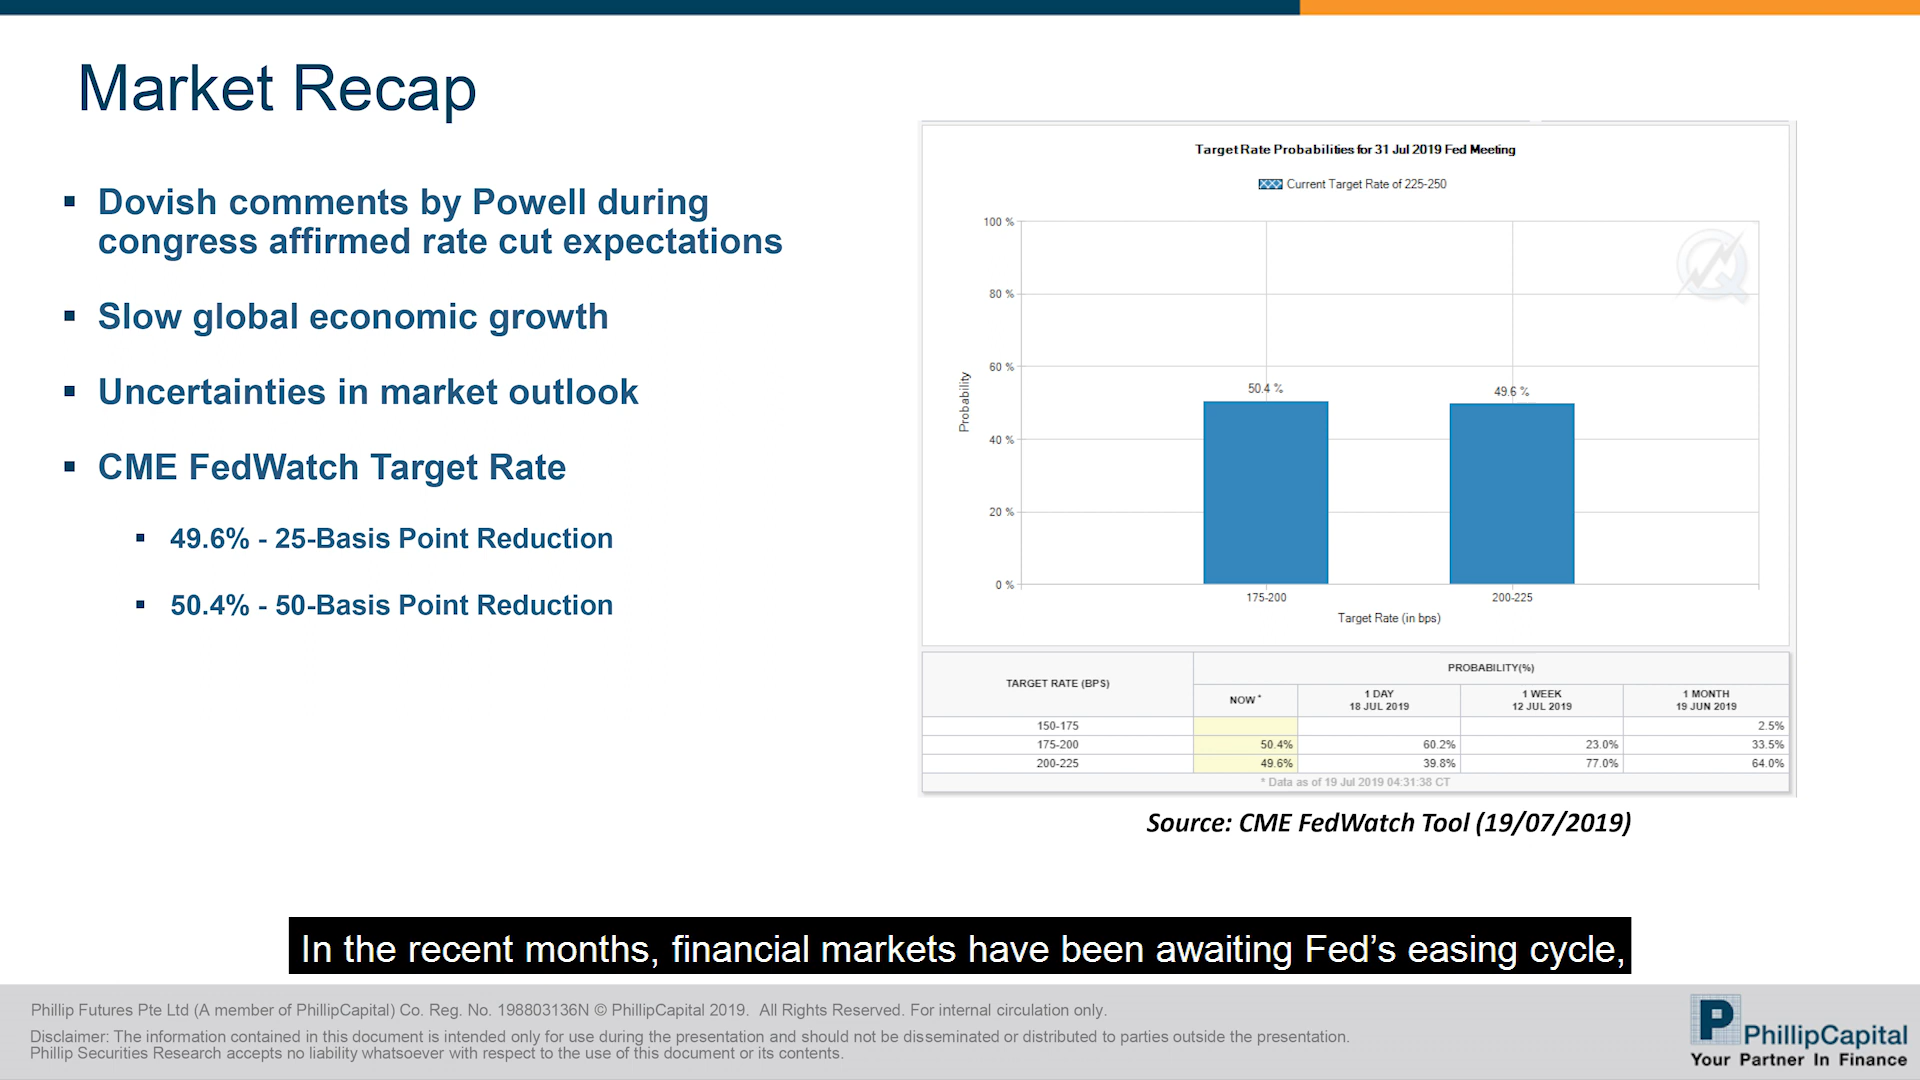 Market Recap
▪ Dovish comments by Powell during
congress affirmed rate cut expectations
▪ Slow global economic growth
▪ Uncertainties in market outlook
▪ CME FedWatch Target Rate
▪ 49.6% - 25-Basis Point Reduction
▪ 50.4% - 50-Basis Point Reduction
Target Rate Probabilities for 31 Jul 2019 Fed Meeting
Current Target Rate of 225-250
Probability
100 %
80 %
60 %
40 %
20 %
0 %
50.4 %
49.6 %
175-200
200-225
Target Rate (in bps)
TARGET RATE (BPS)
PROBABILITY(%)
NOW *
1 DAY
18 JUL 2019
1 WEEK
12 JUL 2019
1 MONTH
19 JUN 2019
150-175 2.5%
175-200 50.4% 60.2% 23.0% 33.5%
200-225 49.6% 39.8% 77.0% 64.0%
* Data as of 19 Jul 2019 04:31:38 CT
Source: CME FedWatch Tool (19/07/2019)
In the recent months, financial markets have been awaiting Fed’s easing cycle,
Phillip Futures Pte Ltd (A member of PhillipCapital) Co. Reg. No. 198803136N © PhillipCapital 2019. All Rights Reserved. For internal circulation only.
Disclaimer: The information contained in this document is intended only for use during the presentation and should not be disseminated or distributed to parties outside the presentation.
Phillip Securities Research accepts no liability whatsoever with respect to the use of this document or its contents.
P PhillipCapital
Your Partner In Finance